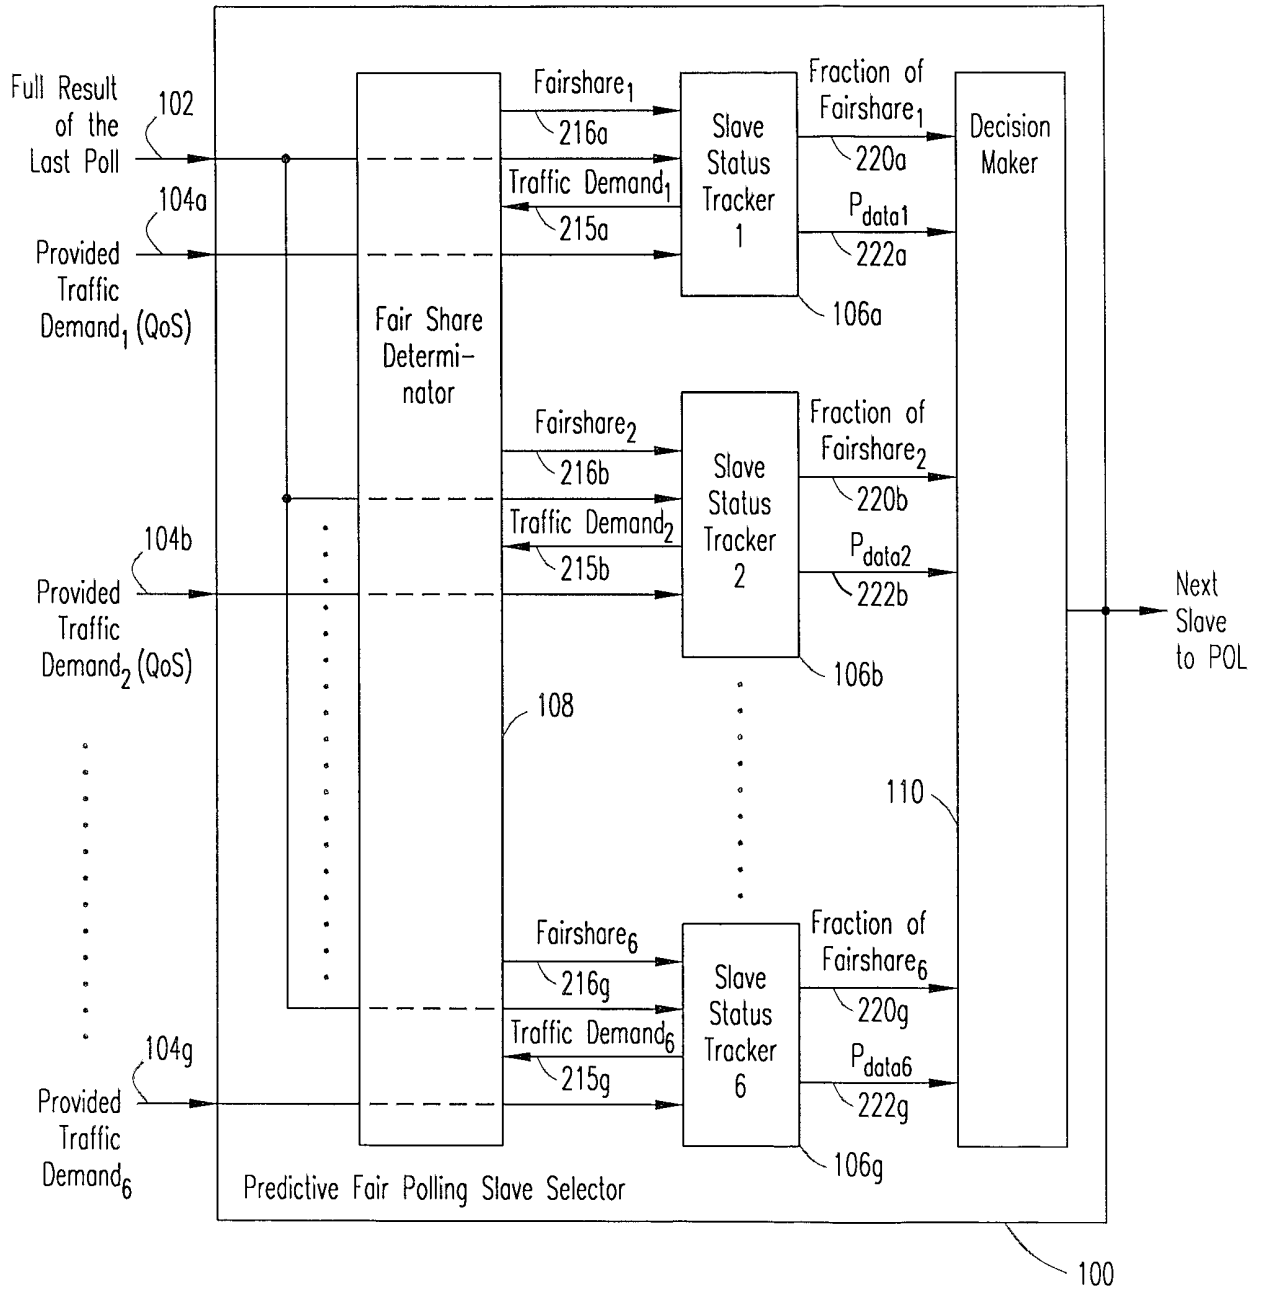 Full Result
of the
Last Poll
102
104a
Provided
Traffic
Demand1 (QoS)
104b
Provided
Traffic
Demand2 (QoS)
104g
Provided
Traffic
Demand6
Fair Share
Determi-
nator
108
Fairshare1
216a
Traffic Demand1
215a
Slave
Status
Tracker
1
106a
Fraction of
Fairshare1
220a
Pdata1
222a
Fairshare2
216b
Traffic Demand2
215b
Slave
Status
Tracker
2
106b
Fraction of
Fairshare2
220b
Pdata2
222b
Fairshare6
216g
Traffic Demand6
215g
Slave
Status
Tracker
6
106g
Fraction of
Fairshare6
220g
Pdata6
222g
Decision
Maker
110
Next
Slave
to POL
Predictive Fair Polling Slave Selector
100